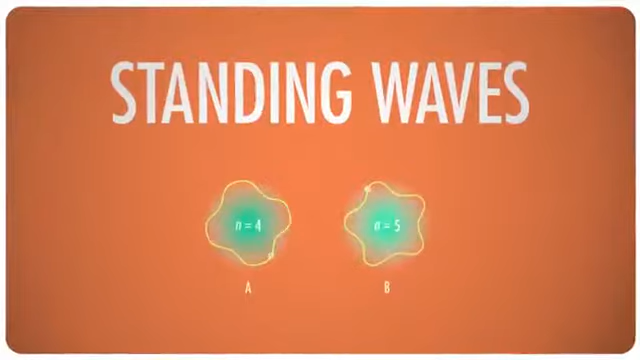 STANDING WAVES
n = 4
n = 5
A
B